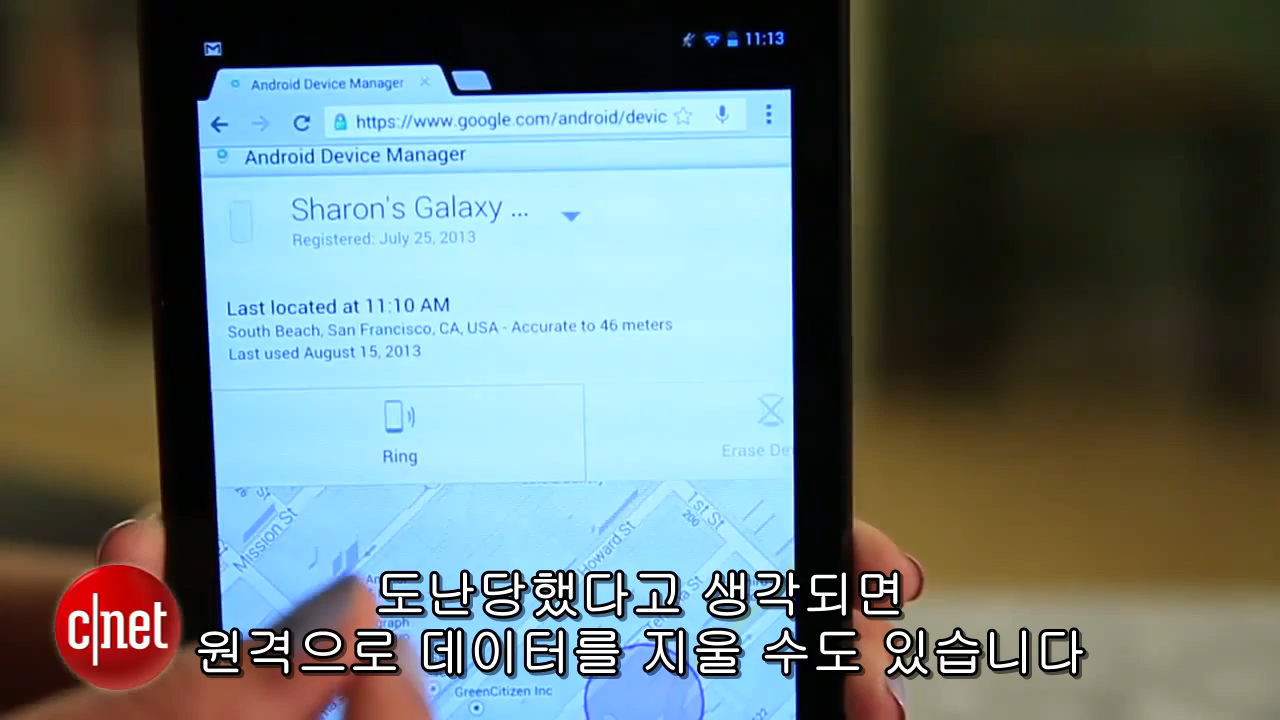 11:13
Android Device Manager
https://www.google.com/android/devic
Android Device Manager
Sharon's Galaxy ...
Registered: July 25, 2013
Last located at 11:10 AM
South Beach, San Francisco, CA, USA - Accurate to 46 meters
Last used August 15, 2013
Ring
Erase De
Mission St
Howard St
1st St
200
도난당했다고 생각되면
원격으로 데이터를 지울 수도 있습니다
c|net
GreenCitizen Inc